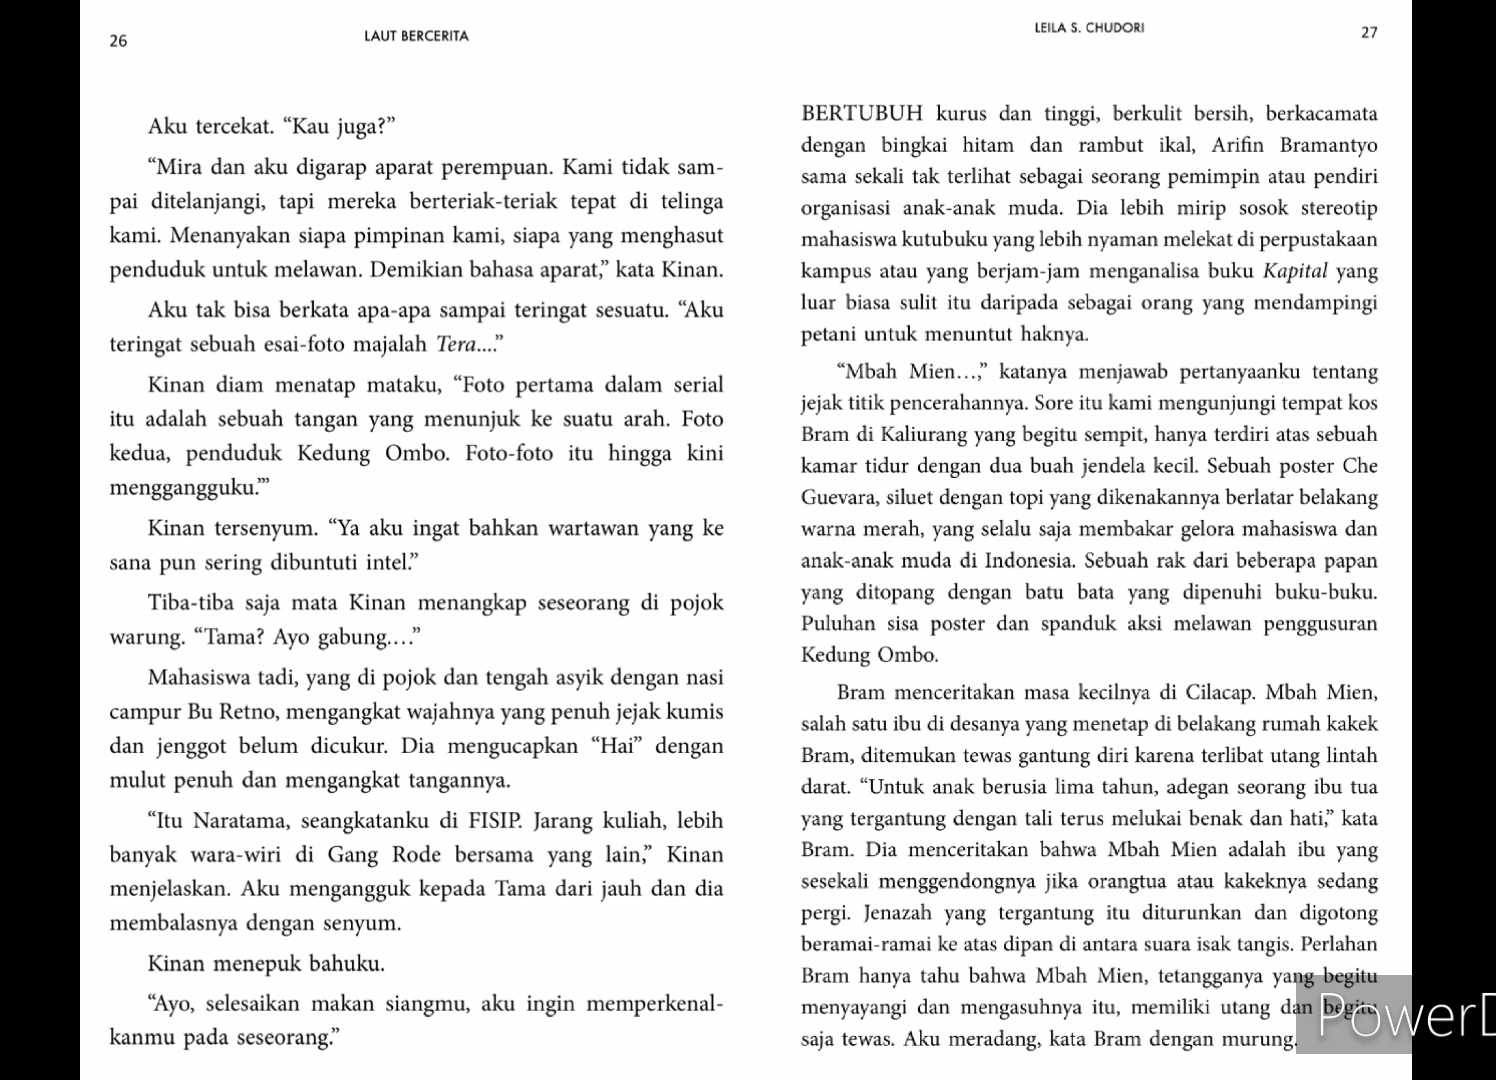 26
LAUT BERCERITA
Aku tercekat. “Kau juga?”
“Mira dan aku digarap aparat perempuan. Kami tidak sam-
pai ditelanjangi, tapi mereka berteriak-teriak tepat di telinga
kami. Menanyakan siapa pimpinan kami, siapa yang menghasut
penduduk untuk melawan. Demikian bahasa aparat,” kata Kinan.
Aku tak bisa berkata apa-apa sampai teringat sesuatu. “Aku
teringat sebuah esai-foto majalah Tera....”
Kinan diam menatap mataku, “Foto pertama dalam serial
itu adalah sebuah tangan yang menunjuk ke suatu arah. Foto
kedua, penduduk Kedung Ombo. Foto-foto itu hingga kini
menggangguku.”’
Kinan tersenyum. “Ya aku ingat bahkan wartawan yang ke
sana pun sering dibuntuti intel.”
Tiba-tiba saja mata Kinan menangkap seseorang di pojok
warung. “Tama? Ayo gabung....”
Mahasiswa tadi, yang di pojok dan tengah asyik dengan nasi
campur Bu Retno, mengangkat wajahnya yang penuh jejak kumis
dan jenggot belum dicukur. Dia mengucapkan “Hai” dengan
mulut penuh dan mengangkat tangannya.
“Itu Naratama, seangkatanku di FISIP. Jarang kuliah, lebih
banyak wara-wiri di Gang Rode bersama yang lain,” Kinan
menjelaskan. Aku mengangguk kepada Tama dari jauh dan dia
membalasnya dengan senyum.
Kinan menepuk bahuku.
“Ayo, selesaikan makan siangmu, aku ingin memperkenal-
kanmu pada seseorang.”
LEILA S. CHUDORI
27
BERTUBUH kurus dan tinggi, berkulit bersih, berkacamata
dengan bingkai hitam dan rambut ikal, Arifin Bramantyo
sama sekali tak terlihat sebagai seorang pemimpin atau pendiri
organisasi anak-anak muda. Dia lebih mirip sosok stereotip
mahasiswa kutubuku yang lebih nyaman melekat di perpustakaan
kampus atau yang berjam-jam menganalisa buku Kapital yang
luar biasa sulit itu daripada sebagai orang yang mendampingi
petani untuk menuntut haknya.
“Mbah Mien...,” katanya menjawab pertanyaanku tentang
jejak titik pencerahannya. Sore itu kami mengunjungi tempat kos
Bram di Kaliurang yang begitu sempit, hanya terdiri atas sebuah
kamar tidur dengan dua buah jendela kecil. Sebuah poster Che
Guevara, siluet dengan topi yang dikenakannya berlatar belakang
warna merah, yang selalu saja membakar gelora mahasiswa dan
anak-anak muda di Indonesia. Sebuah rak dari beberapa papan
yang ditopang dengan batu bata yang dipenuhi buku-buku.
Puluhan sisa poster dan spanduk aksi melawan penggusuran
Kedung Ombo.
Bram menceritakan masa kecilnya di Cilacap. Mbah Mien,
salah satu ibu di desanya yang menetap di belakang rumah kakek
Bram, ditemukan tewas gantung diri karena terlibat utang lintah
darat. “Untuk anak berusia lima tahun, adegan seorang ibu tua
yang tergantung dengan tali terus melukai benak dan hati,” kata
Bram. Dia menceritakan bahwa Mbah Mien adalah ibu yang
sesekali menggendongnya jika orangtua atau kakeknya sedang
pergi. Jenazah yang tergantung itu diturunkan dan digotong
beramai-ramai ke atas dipan di antara suara isak tangis. Perlahan
Bram hanya tahu bahwa Mbah Mien, tetangganya yang begitu
menyayangi dan mengasuhnya itu, memiliki utang dan begitu
saja tewas. Aku meradang, kata Bram dengan murung.
PowerD